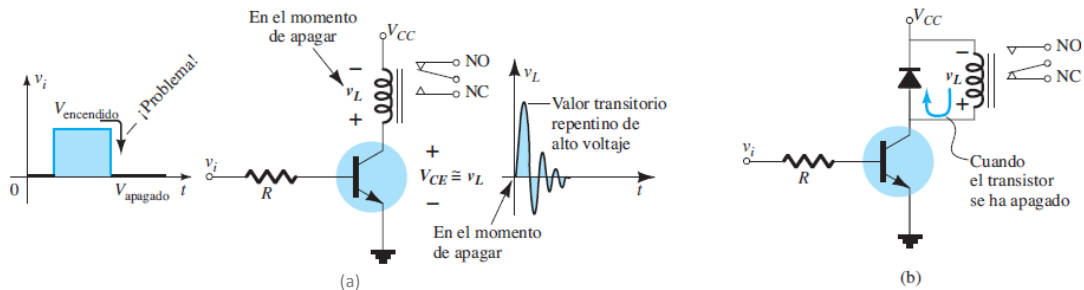 En el momento
de apagar
V_CC
NO
NC
−
v_L
+
v_i
V_encendido
¡Problema!
0
V_apagado
t
v_i
R
+
V_CE ≅ v_L
−
En el momento
de apagar
v_L
Valor transitorio
repentino de
alto voltaje
t
(a)
V_CC
NO
NC
−
v_L
+
v_i
R
Cuando
el transistor
se ha apagado
(b)